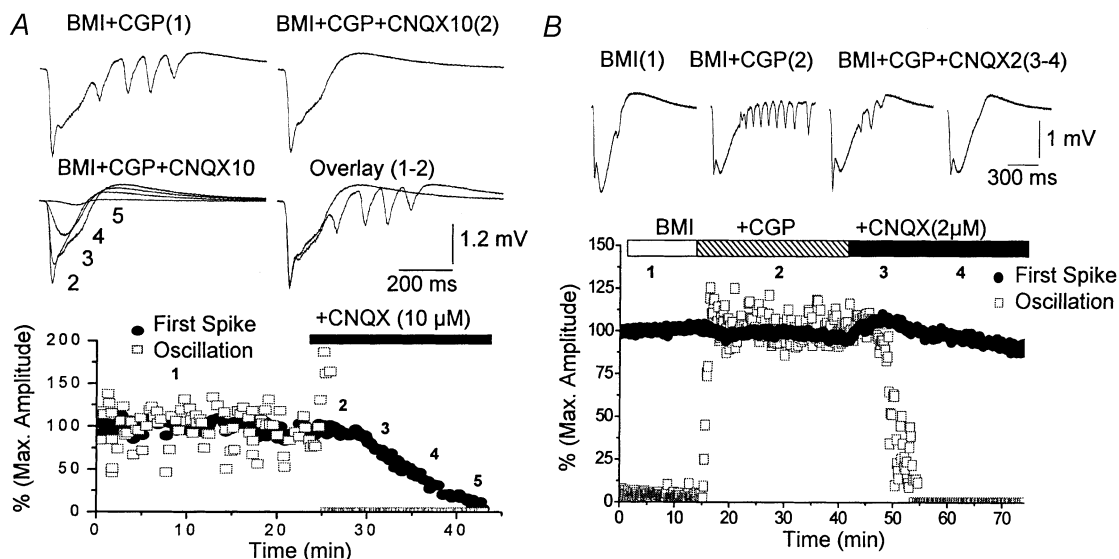 A
BMI+CGP(1)
BMI+CGP+CNQX10(2)
BMI+CGP+CNQX10
Overlay (1-2)
5
4
3
2
1.2 mV
200 ms
First Spike
Oscillation
+CNQX (10 µM)
% (Max. Amplitude)
200
150
100
50
0
1
2
3
4
5
0
10
20
30
40
Time (min)
B
BMI(1)
BMI+CGP(2)
BMI+CGP+CNQX2(3-4)
1 mV
300 ms
BMI
+CGP
+CNQX(2µM)
1
2
3
4
First Spike
Oscillation
% (Max. Amplitude)
150
125
100
75
50
25
0
0
10
20
30
40
50
60
70
Time (min)